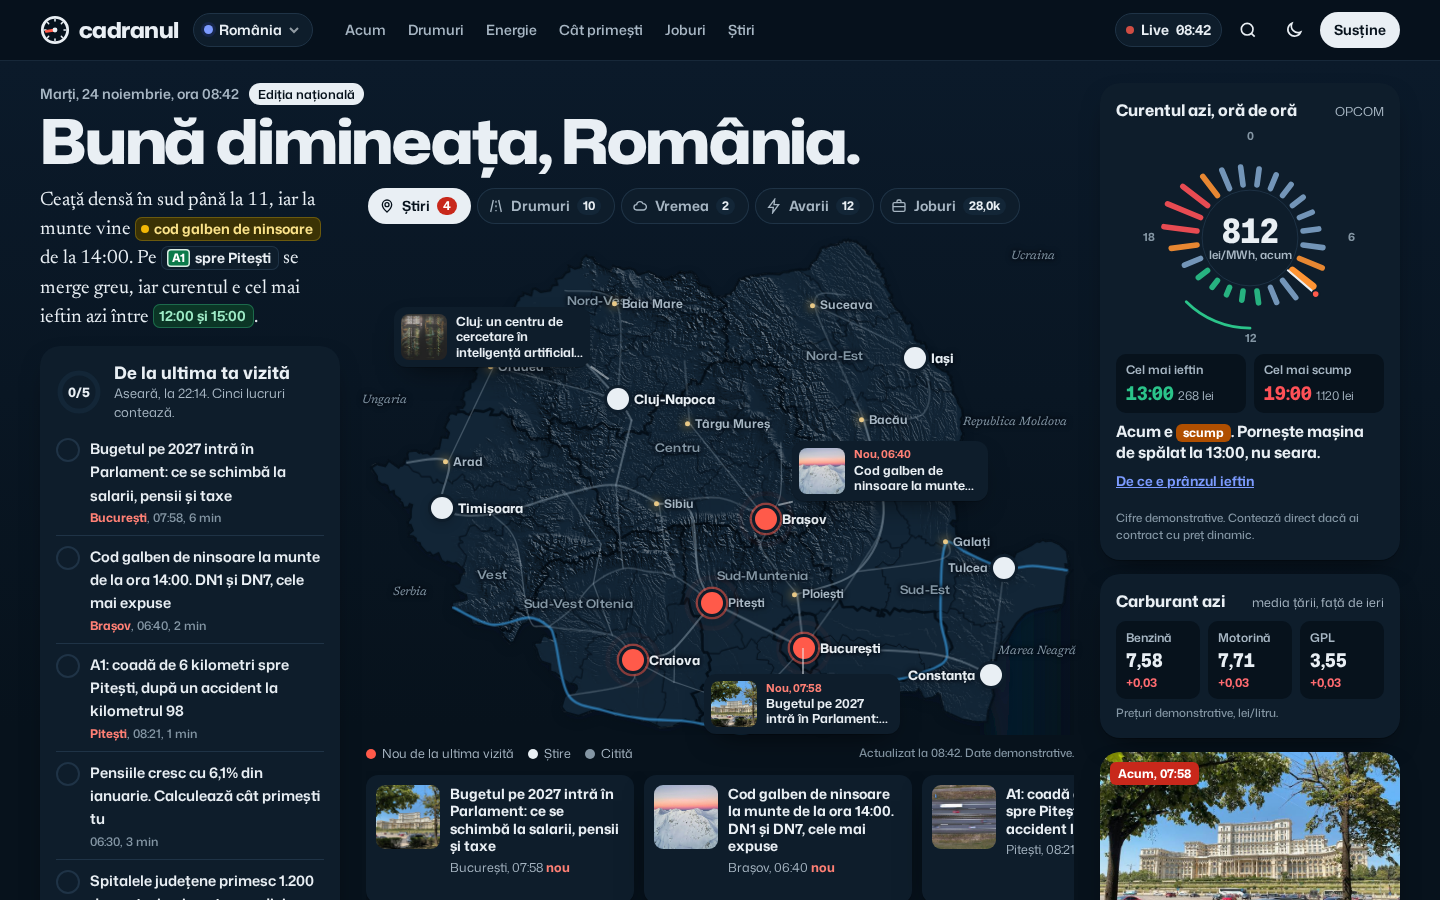 cadranul
România
Acum
Drumuri
Energie
Cât primești
Joburi
Știri
Live 08:42
Susține
Marți, 24 noiembrie, ora 08:42
Ediția națională
Bună dimineața, România.
Ceață densă în sud până la 11, iar la
munte vine cod galben de ninsoare
de la 14:00. Pe A1 spre Pitești se
merge greu, iar curentul e cel mai
ieftin azi între 12:00 și 15:00.
De la ultima ta vizită
0/5
Aseară, la 22:14. Cinci lucruri
contează.
Bugetul pe 2027 intră în
Parlament: ce se schimbă la
salarii, pensii și taxe
București, 07:58, 6 min
Cod galben de ninsoare la munte
de la ora 14:00. DN1 și DN7, cele
mai expuse
Brașov, 06:40, 2 min
A1: coadă de 6 kilometri spre
Pitești, după un accident la
kilometrul 98
Pitești, 08:21, 1 min
Pensiile cresc cu 6,1% din
ianuarie. Calculează cât primești
tu
06:30, 3 min
Spitalele județene primesc 1.200
Știri 4
Drumuri 10
Vremea 2
Avarii 12
Joburi 28,0k
Ucraina
Baia Mare
Suceava
Cluj: un centru de
cercetare în
inteligență artificial...
Nord-Est
Iași
Oradea
Ungaria
Cluj-Napoca
Târgu Mureș
Bacău
Republica Moldova
Centru
Nou, 06:40
Cod galben de
ninsoare la munte...
Arad
Timișoara
Sibiu
Brașov
Galați
Tulcea
Vest
Sud-Muntenia
Serbia
Sud-Est
Ploiești
Sud-Vest Oltenia
Pitești
București
Marea Neagră
Craiova
Constanța
Nou, 07:58
Bugetul pe 2027
intră în Parlament:...
Nou de la ultima vizită
Știre
Citită
Actualizat la 08:42. Date demonstrative.
Bugetul pe 2027 intră în
Parlament: ce se
schimbă la salarii, pensii
și taxe
București, 07:58 nou
Cod galben de ninsoare
la munte de la ora 14:00.
DN1 și DN7, cele mai
expuse
Brașov, 06:40 nou
A1: coadă
spre
accident
Pitești, 08:21
Curentul azi, oră de oră
OPCOM
0
18
812
6
lei/MWh, acum
12
Cel mai ieftin
13:00 268 lei
Cel mai scump
19:00 1.120 lei
Acum e scump. Pornește mașina
de spălat la 13:00, nu seara.
De ce e prânzul ieftin
Cifre demonstrative. Contează direct dacă ai
contract cu preț dinamic.
Carburant azi
media țării, față de ieri
Benzină
7,58
+0,03
Motorină
7,71
+0,03
GPL
3,55
+0,03
Prețuri demonstrative, lei/litru.
Acum, 07:58